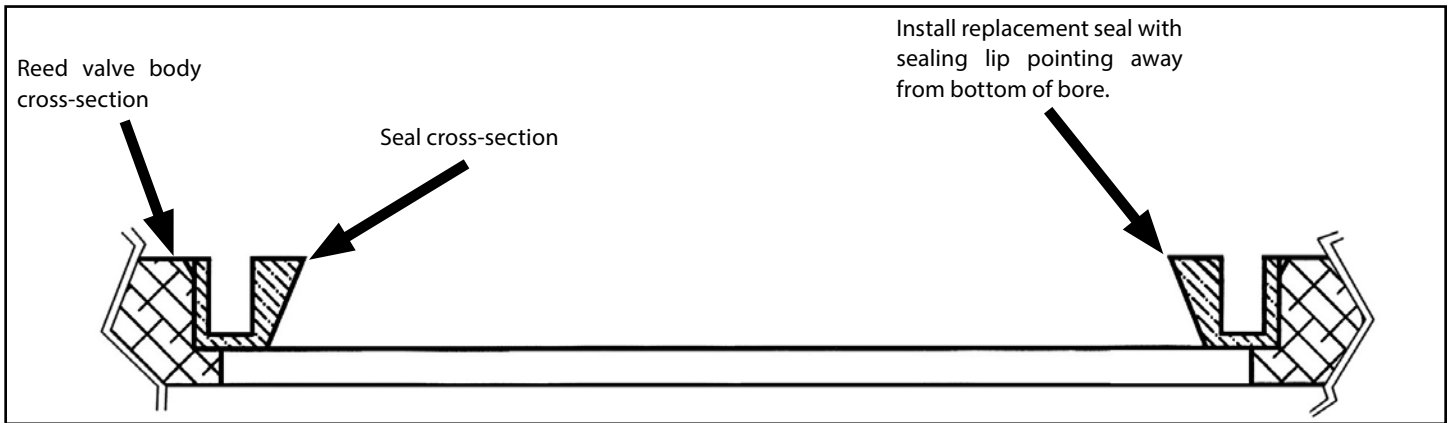 Reed valve body
cross-section
Seal cross-section
Install replacement seal with
sealing lip pointing away
from bottom of bore.